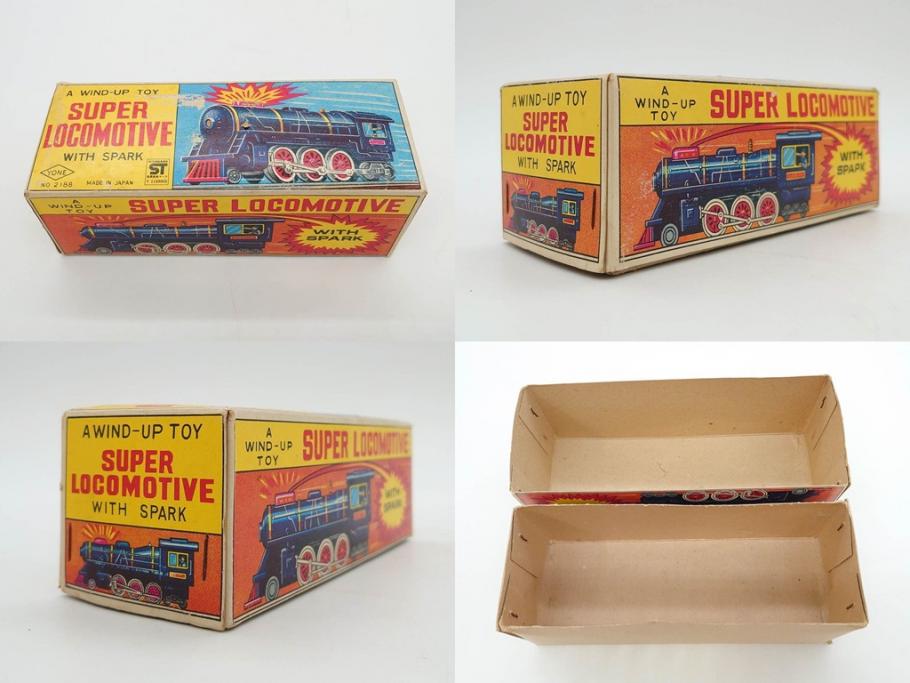 A WIND-UP TOY
SUPER
LOCOMOTIVE
WITH SPARK
YONE
NO.2188 MADE IN JAPAN
ST
A
WIND-UP
TOY
SUPER LOCOMOTIVE
WITH
SPARK
A WIND-UP TOY
SUPER
LOCOMOTIVE
WITH SPARK
A
WIND-UP
TOY
SUPER LOCOMOTIVE
WITH
SPARK
A WIND-UP TOY
SUPER
LOCOMOTIVE
WITH SPARK
A
WIND-UP
TOY
SUPER LOCOMOTIVE
WITH
SPARK